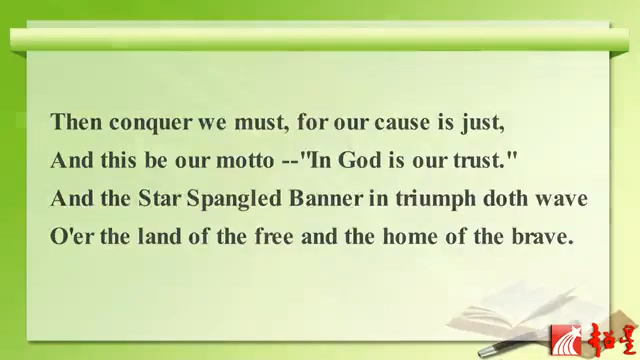 Then conquer we must, for our cause is just,
And this be our motto --"In God is our trust."
And the Star Spangled Banner in triumph doth wave
O'er the land of the free and the home of the brave.